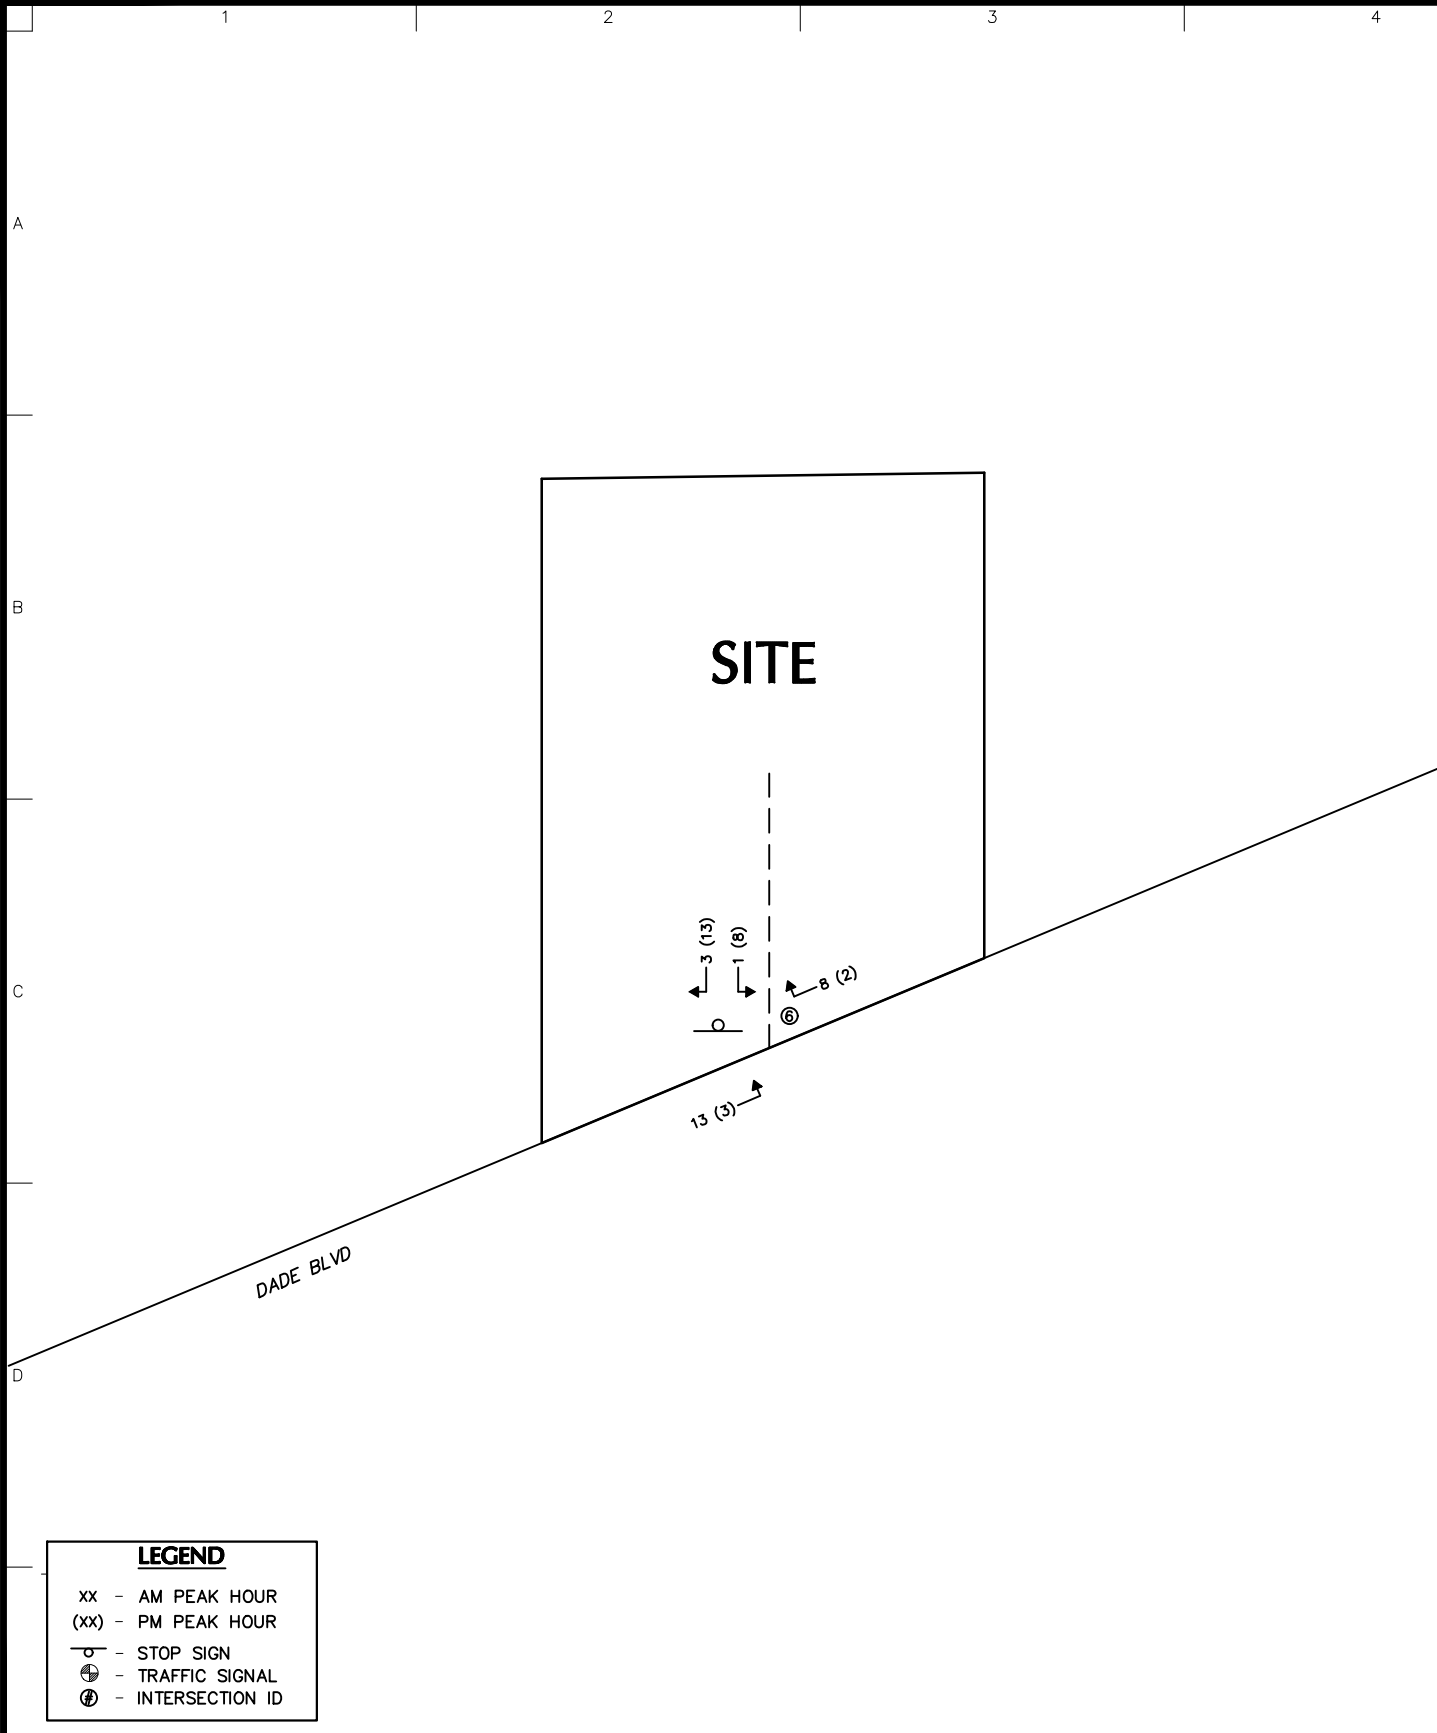 1 2 3 4
A
B
SITE
3 (13)
1 (8)
8 (2)
C
6
13 (3)
DADE BLVD
D
LEGEND
XX - AM PEAK HOUR
(XX) - PM PEAK HOUR
- STOP SIGN
- TRAFFIC SIGNAL
# - INTERSECTION ID